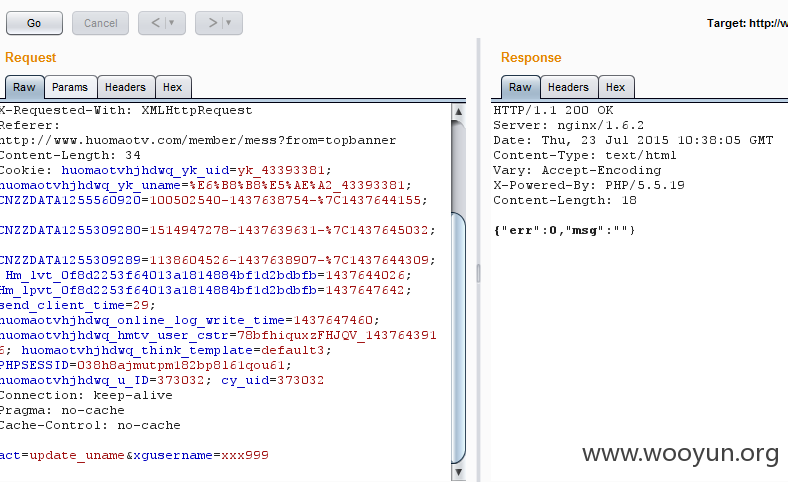 Go
Cancel
<
>
Target: http://w
Request
Response
Raw Params Headers Hex
Raw Headers Hex
X-Requested-With: XMLHttpRequest
Referer:
http://www.huomaotv.com/member/mess?from=topbanner
Content-Length: 34
Cookie: huomaotvhjhdwq_yk_uid=yk_43393381;
huomaotvhjhdwq_yk_uname=%E6%B8%B8%E5%AE%A2_43393381;
CNZZDATA1255560920=100502540-1437638754-%7C1437644155;
CNZZDATA1255309280=1514947278-1437639631-%7C1437645032;
CNZZDATA1255309289=1138604526-1437638907-%7C1437644309;
Hm_lvt_0f8d2253f64013a1814884bf1d2bdbfb=1437644026;
Hm_lpvt_0f8d2253f64013a1814884bf1d2bdbfb=1437647642;
send_client_time=29;
huomaotvhjhdwq_online_log_write_time=1437647460;
huomaotvhjhdwq_hmtv_user_cstr=78bfhiquxzFHJQV_143764391
6; huomaotvhjhdwq_think_template=default3;
PHPSESSID=038h8ajmutpm182bp8l61qou61;
huomaotvhjhdwq_u_ID=373032; cy_uid=373032
Connection: keep-alive
Pragma: no-cache
Cache-Control: no-cache
act=update_uname&xgusername=xxx999
HTTP/1.1 200 OK
Server: nginx/1.6.2
Date: Thu, 23 Jul 2015 10:38:05 GMT
Content-Type: text/html
Vary: Accept-Encoding
X-Powered-By: PHP/5.5.19
Content-Length: 18
{"err":0,"msg":""}
www.wooyun.org